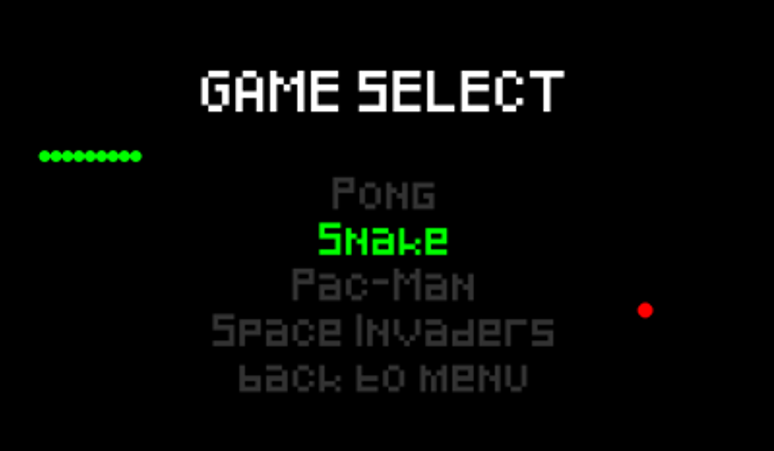 GAME SELECT
Pong
Snake
Pac-Man
Space Invaders
back to menu